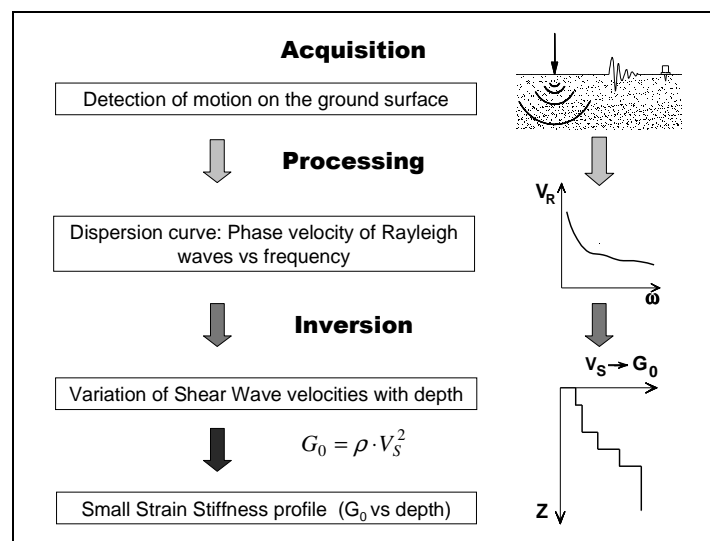 Acquisition
Detection of motion on the ground surface
Processing
V_R
Dispersion curve: Phase velocity of Rayleigh
waves vs frequency
ω
Inversion
V_S → G_0
Variation of Shear Wave velocities with depth
G_0 = ρ · V_S^2
Small Strain Stiffness profile (G_0 vs depth)
Z